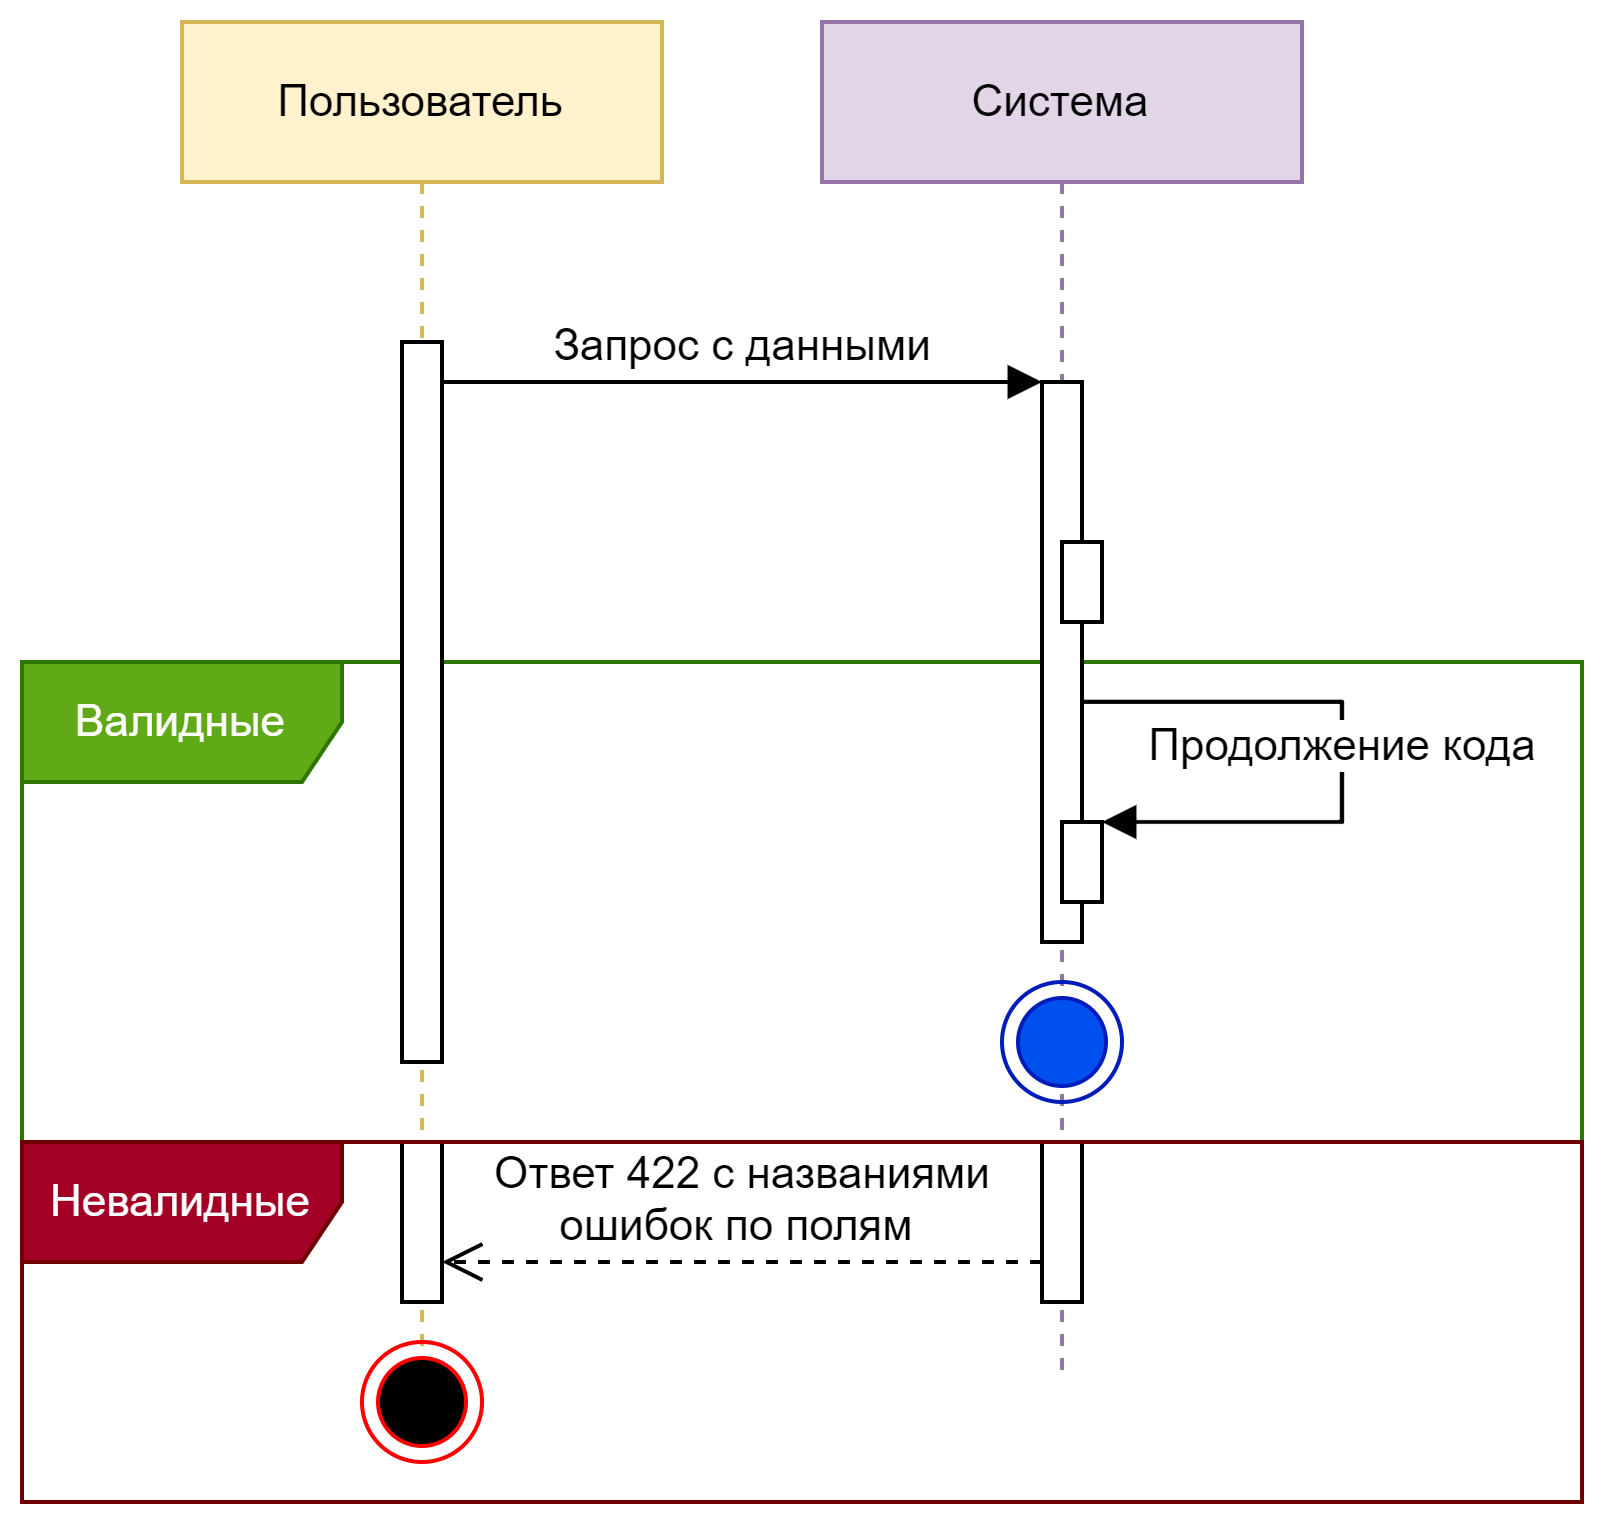 Пользователь
Система
Запрос с данными
Валидные
Продолжение кода
Невалидные
Ответ 422 с названиями
ошибок по полям